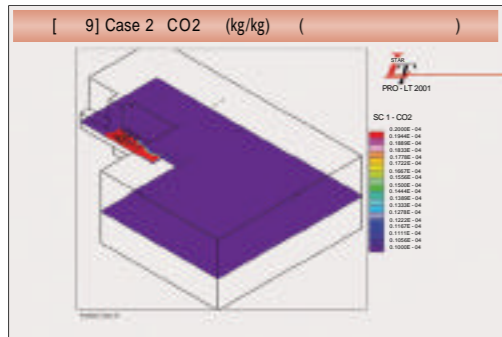 [ 9] Case 2 CO2 (kg/kg) ( )
STAR
PRO-LT 2001
SC 1 - CO2
0.2000E-04
0.1944E-04
0.1889E-04
0.1833E-04
0.1778E-04
0.1722E-04
0.1667E-04
0.1556E-04
0.1500E-04
0.1444E-04
0.1389E-04
0.1333E-04
0.1278E-04
0.1222E-04
0.1167E-04
0.1111E-04
0.1056E-04
0.1000E-04